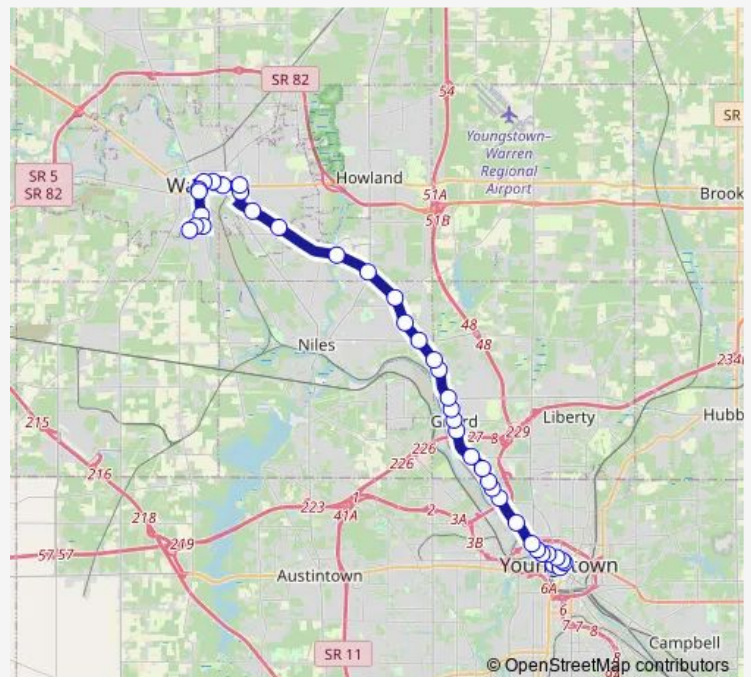 SR 82
54
Youngstown–
Warren
Regional
Airport
SR
SR 5
SR 82
Howland
51A
51B
Brook
48
48
Niles
234
215
Liberty
Hubb
27
8
229
226
226
216
223
1
41A
2
218
3A
219
3B
57
57
Austintown
6A
6
7
7
8
Campbell
8
SR 11
© OpenStreetMap contributors